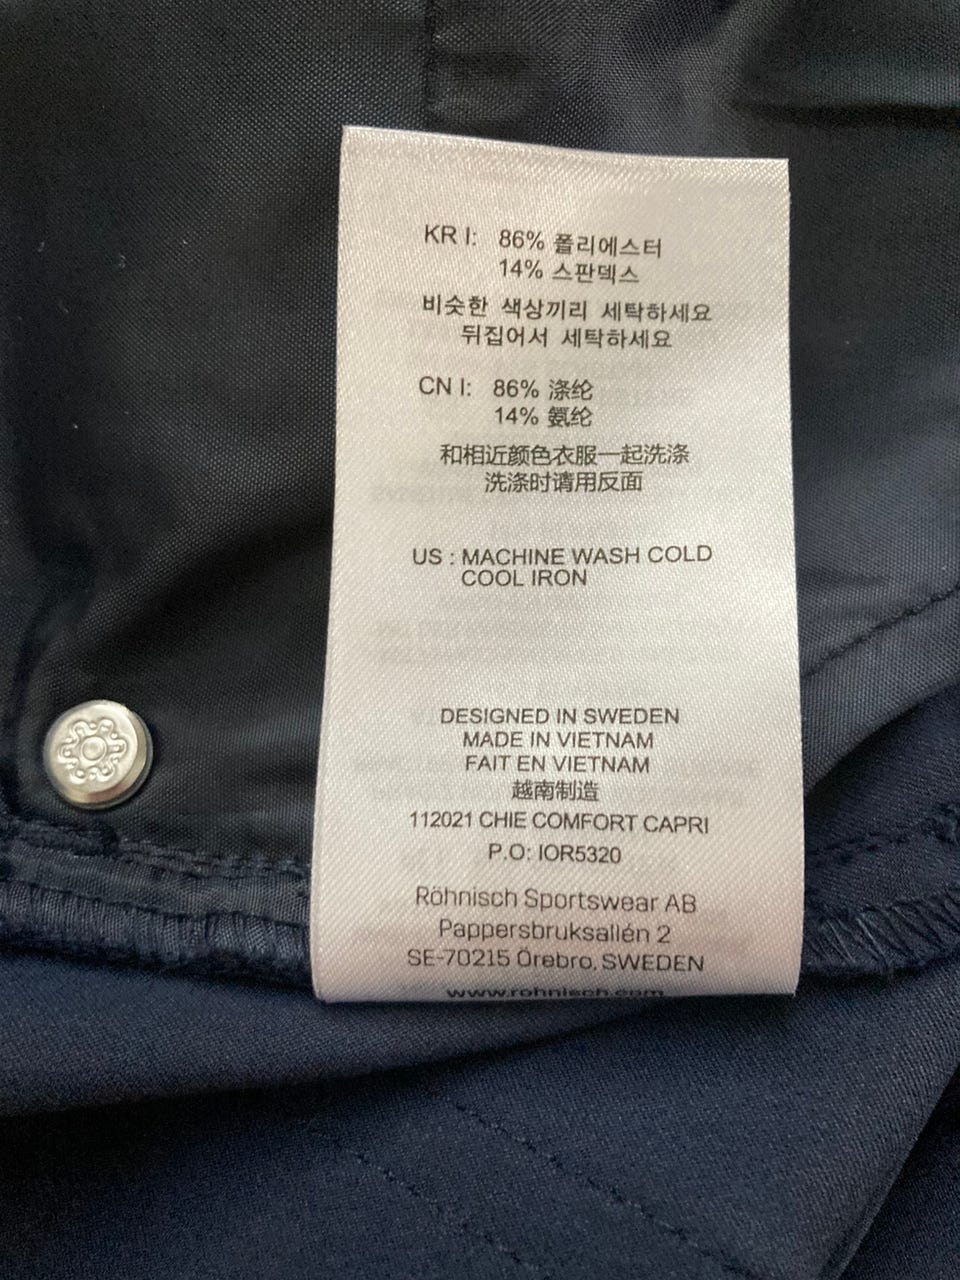 KR I: 86% 폴리에스터
14% 스판덱스
비슷한 색상끼리 세탁하세요
뒤집어서 세탁하세요
CN I: 86% 涤纶
14% 氨纶
和相近颜色衣服一起洗涤
洗涤时请用反面
US : MACHINE WASH COLD
COOL IRON
DESIGNED IN SWEDEN
MADE IN VIETNAM
FAIT EN VIETNAM
越南制造
112021 CHIE COMFORT CAPRI
P.O: IOR5320
Röhnisch Sportswear AB
Pappersbruksallén 2
SE-70215 Örebro, SWEDEN
www.rohnisch.com